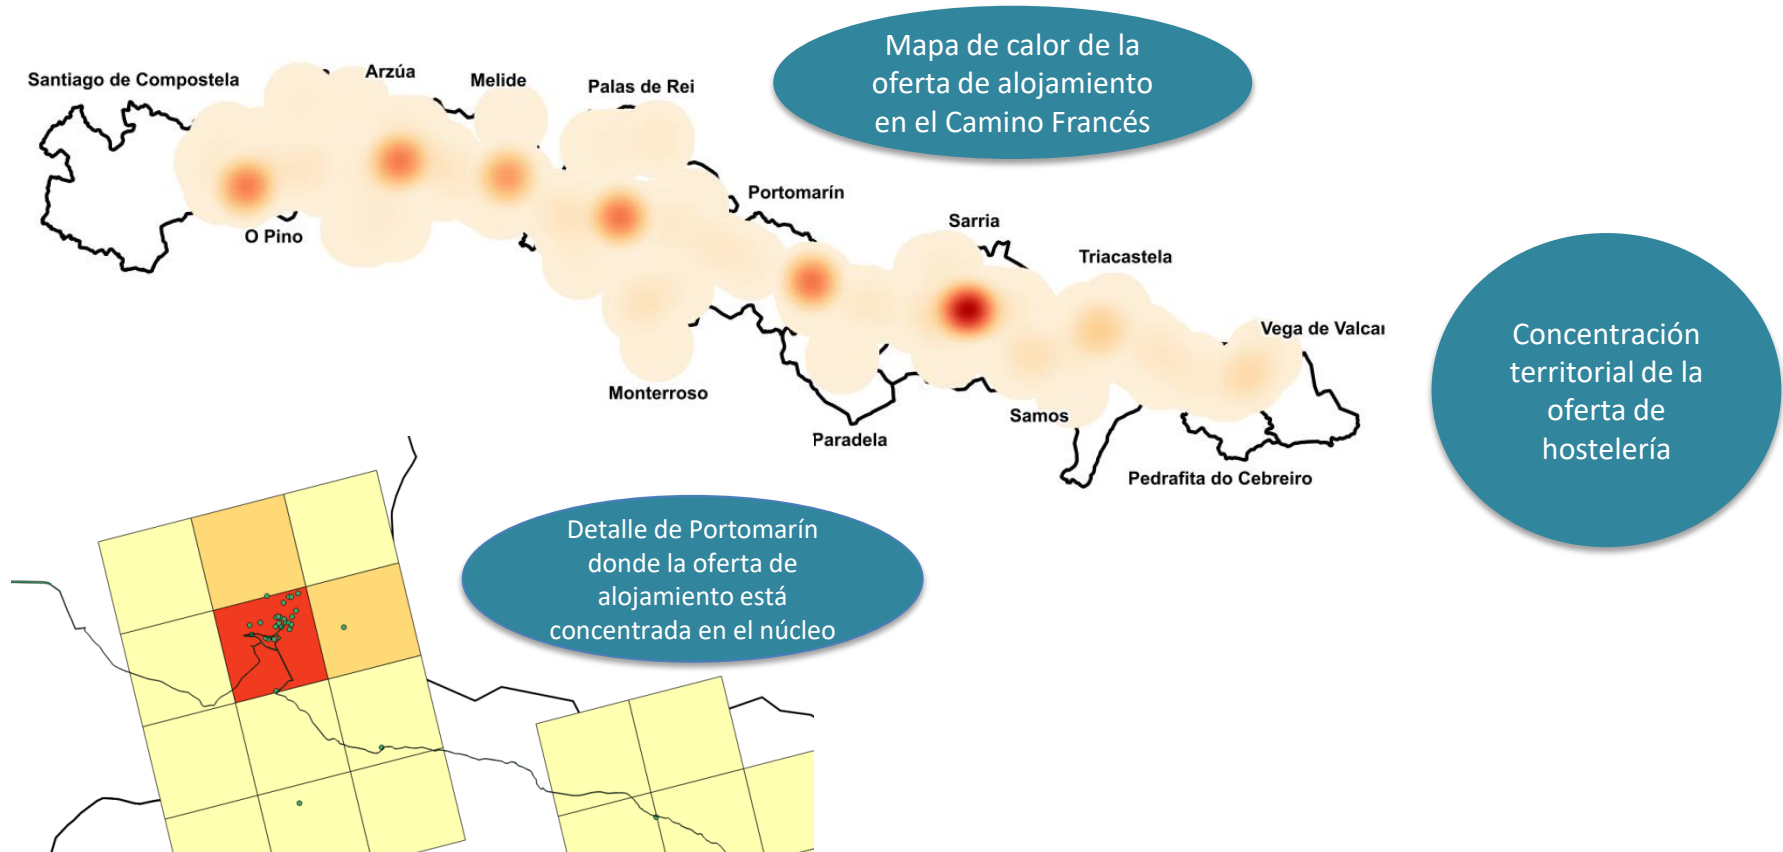 Mapa de calor de la
oferta de alojamiento
en el Camino Francés
Santiago de Compostela
Arzúa
Melide
Palas de Rei
Portomarín
Sarria
Triacastela
O Pino
Vega de Valcar
Monterroso
Paradela
Samos
Pedrafita do Cebreiro
Concentración
territorial de la
oferta de
hostelería
Detalle de Portomarín
donde la oferta de
alojamiento está
concentrada en el núcleo